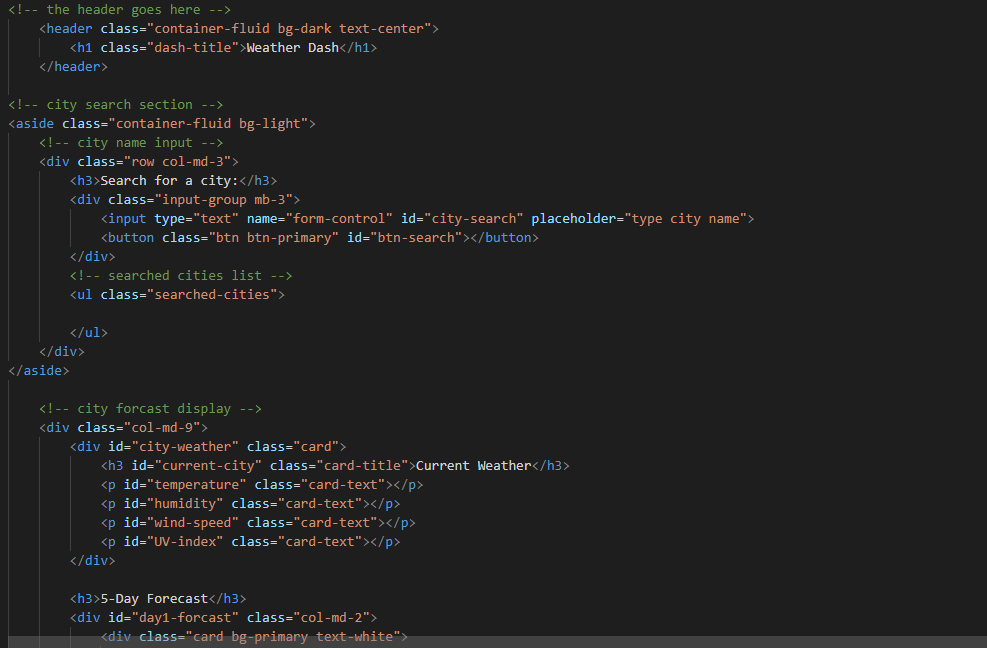 <!-- the header goes here -->
<header class="container-fluid bg-dark text-center">
<h1 class="dash-title">Weather Dash</h1>
</header>
<!-- city search section -->
<aside class="container-fluid bg-light">
<!-- city name input -->
<div class="row col-md-3">
<h3>Search for a city:</h3>
<div class="input-group mb-3">
<input type="text" name="form-control" id="city-search" placeholder="type city name">
<button class="btn btn-primary" id="btn-search"></button>
</div>
<!-- searched cities list -->
<ul class="searched-cities">
</ul>
</div>
</aside>
<!-- city forcast display -->
<div class="col-md-9">
<div id="city-weather" class="card">
<h3 id="current-city" class="card-title">Current Weather</h3>
<p id="temperature" class="card-text"></p>
<p id="humidity" class="card-text"></p>
<p id="wind-speed" class="card-text"></p>
<p id="UV-index" class="card-text"></p>
</div>
<h3>5-Day Forecast</h3>
<div id="day1-forcast" class="col-md-2">
<div class="card bg-primary text-white">